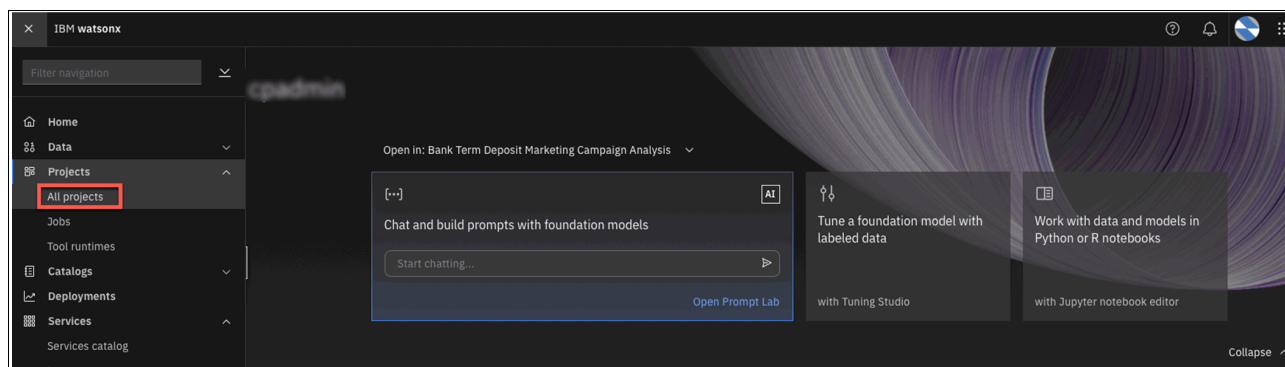 IBM watsonx
Filter navigation
cpadmin
Home
Data
Projects
All projects
Jobs
Tool runtimes
Catalogs
Deployments
Services
Services catalog
Open in: Bank Term Deposit Marketing Campaign Analysis
[...]
AI
Chat and build prompts with foundation models
Start chatting...
Open Prompt Lab
Tune a foundation model with
labeled data
with Tuning Studio
Work with data and models in
Python or R notebooks
with Jupyter notebook editor
Collapse